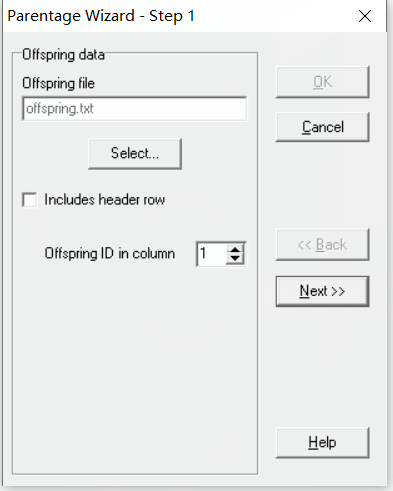 Parentage Wizard - Step 1
Offspring data
Offspring file
offspring.txt
Select...
Includes header row
Offspring ID in column
1
OK
Cancel
<< Back
Next >>
Help